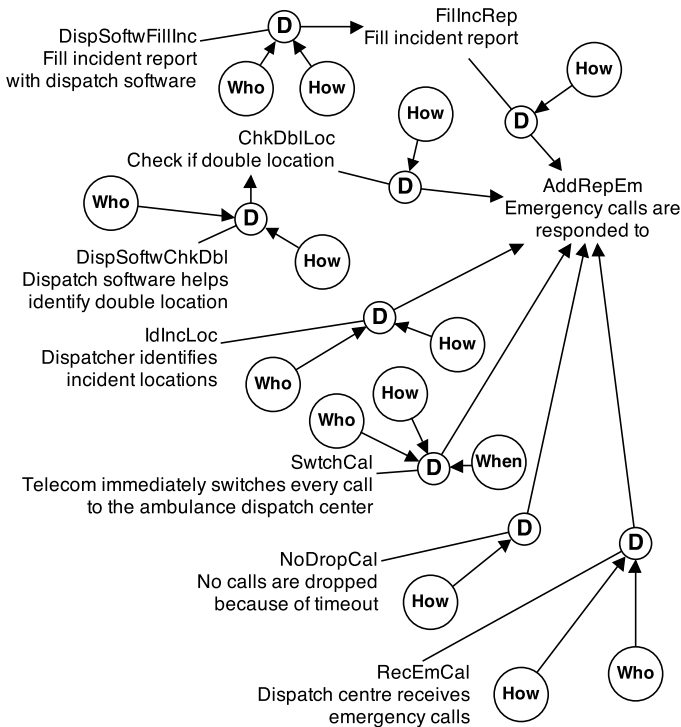 DispSoftwFillInc
Fill incident report
with dispatch software
D
Who
How
FillIncRep
Fill incident report
How
D
How
ChkDblLoc
Check if double location
D
AddRepEm
Emergency calls are
responded to
Who
D
How
DispSoftwChkDbl
Dispatch software helps
identify double location
D
IdIncLoc
Dispatcher identifies
incident locations
Who
How
How
Who
D
When
SwtchCal
Telecom immediately switches every call
to the ambulance dispatch center
D
NoDropCal
No calls are dropped
because of timeout
How
D
RecEmCal
Dispatch centre receives
emergency calls
How
Who